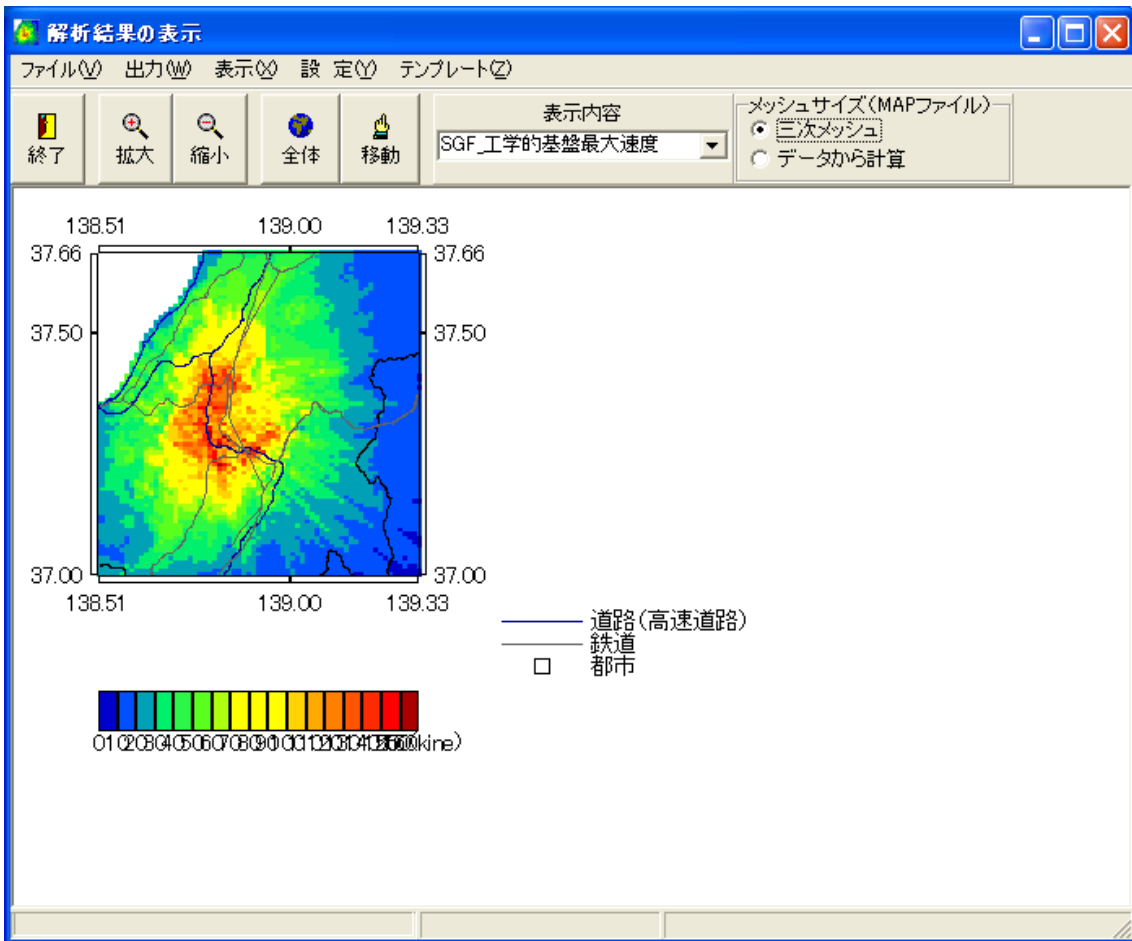 解析結果の表示
ファイル(V) 出力(W) 表示(X) 設 定(Y) テンプレート(Z)
終了 拡大 縮小 全体 移動
表示内容
SGF_工学的基盤最大速度
メッシュサイズ(MAPファイル)
三次メッシュ
データから計算
138.51 139.00 139.33
37.66 37.66
37.50 37.50
37.00 37.00
138.51 139.00 139.33
道路(高速道路)
鉄道
都市
kine)